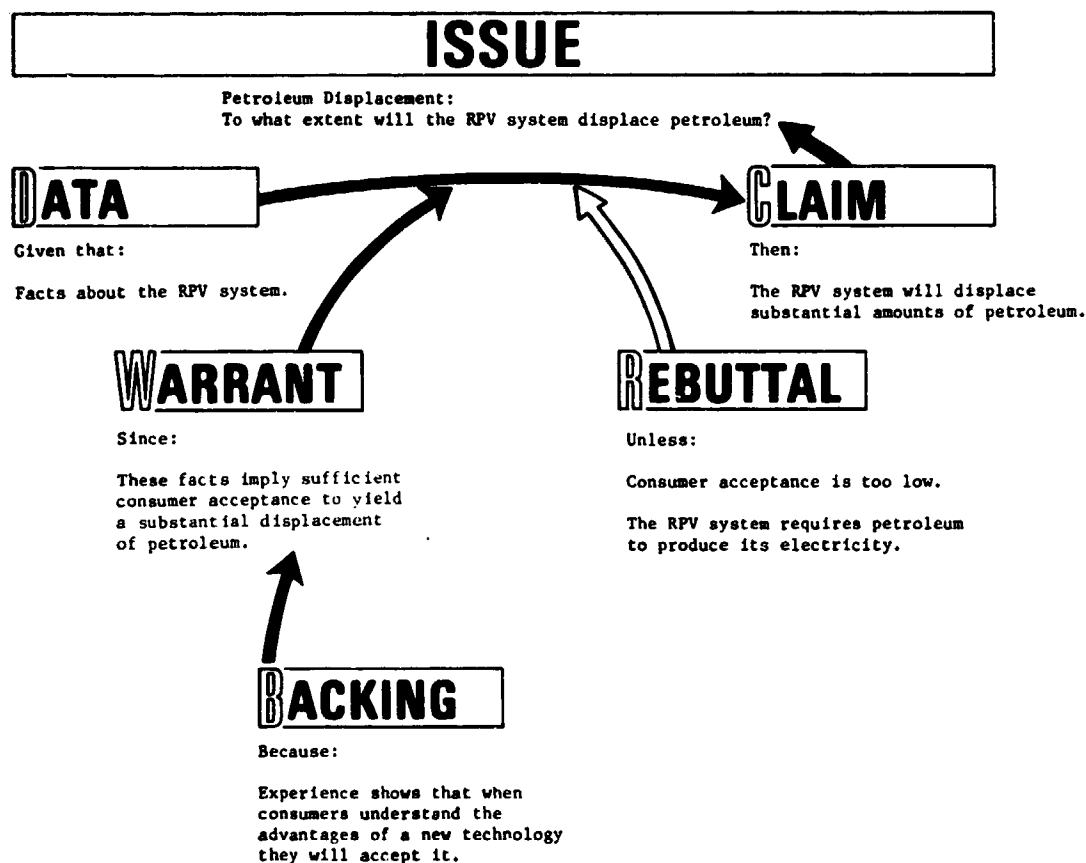 ISSUE
Petroleum Displacement:
To what extent will the RPV system displace petroleum?
DATA
Given that:
Facts about the RPV system.
CLAIM
Then:
The RPV system will displace
substantial amounts of petroleum.
WARRANT
Since:
These facts imply sufficient
consumer acceptance to yield
a substantial displacement
of petroleum.
REBUTTAL
Unless:
Consumer acceptance is too low.
The RPV system requires petroleum
to produce its electricity.
BACKING
Because:
Experience shows that when
consumers understand the
advantages of a new technology
they will accept it.